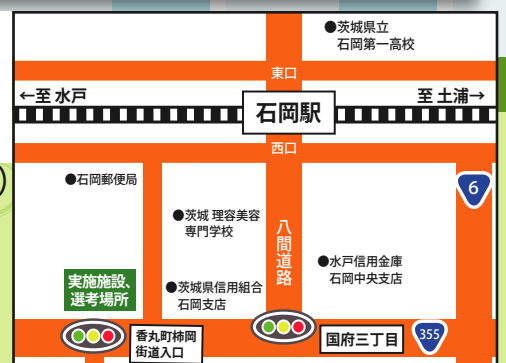 ●茨城県立
石岡第一高校
東口
←至 水戸
石岡駅
至 土浦→
西口
●石岡郵便局
6
●茨城 理容美容
専門学校
八間道路
●水戸信用金庫
石岡中央支店
実施施設、
選考場所
●茨城県信用組合
石岡支店
香丸町柿岡
街道入口
国府三丁目
355